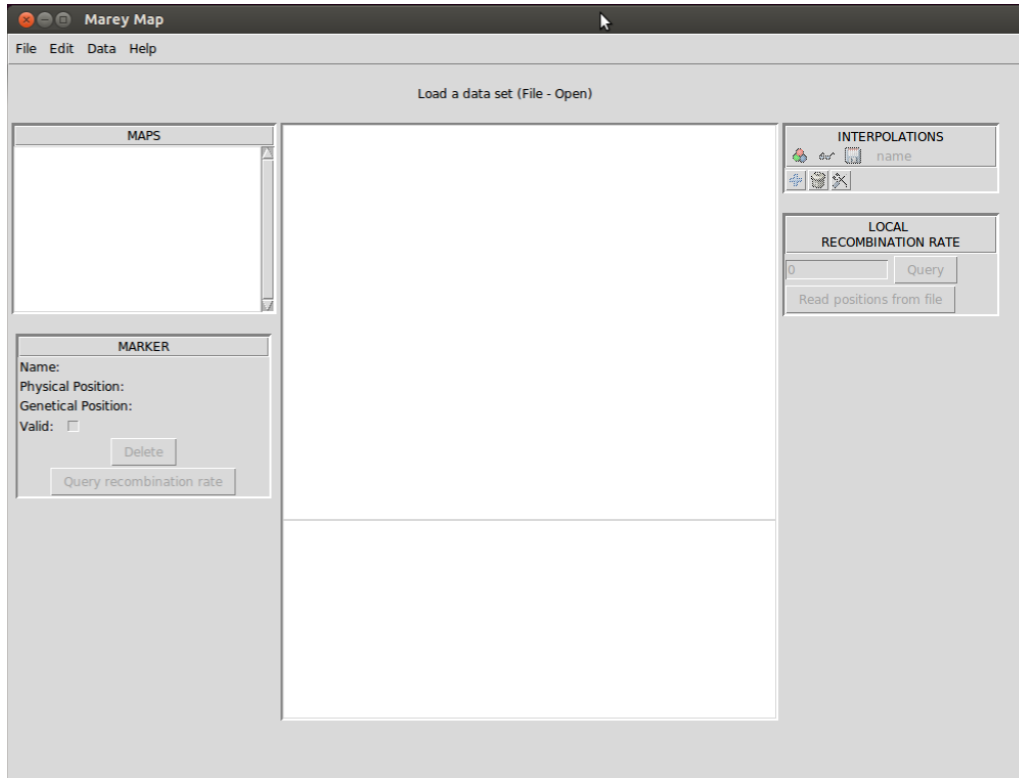 Marey Map
File Edit Data Help
Load a data set (File - Open)
MAPS
MARKER
Name:
Physical Position:
Genetical Position:
Valid:
Delete
Query recombination rate
INTERPOLATIONS
name
LOCAL
RECOMBINATION RATE
0 Query
Read positions from file